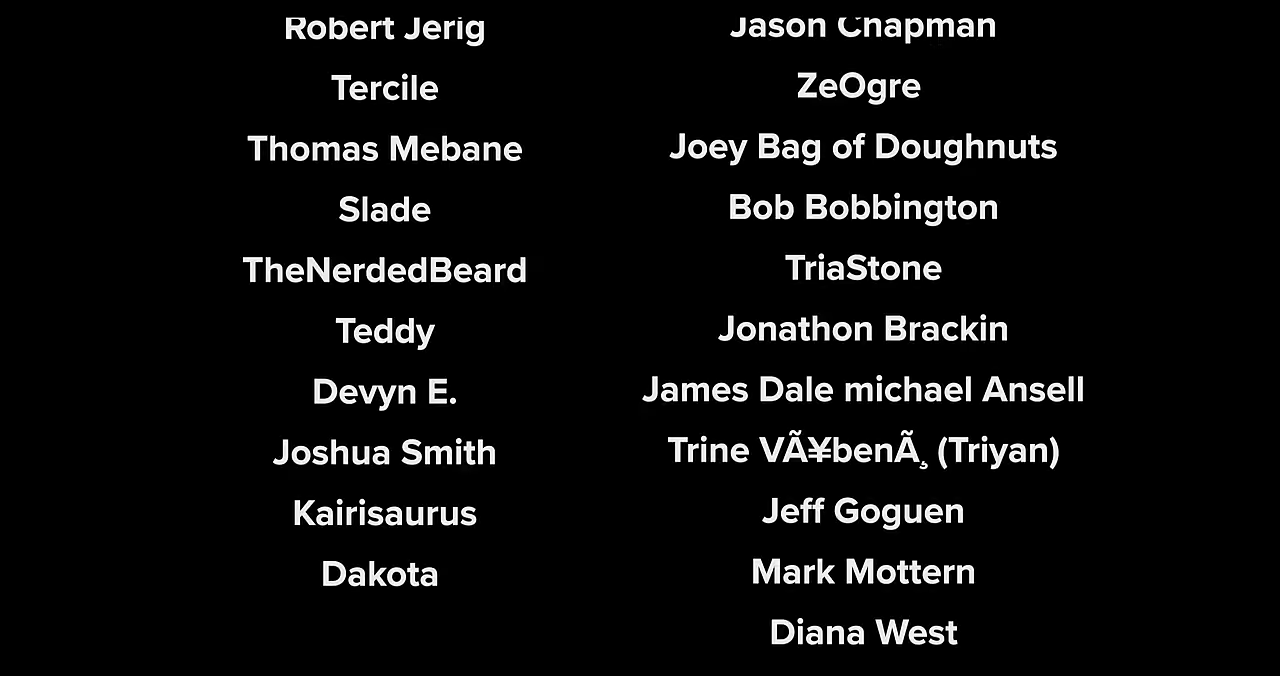 Robert Jerig
Tercile
Thomas Mebane
Slade
TheNerdedBeard
Teddy
Devyn E.
Joshua Smith
Kairisaurus
Dakota
Jason Chapman
ZeOgre
Joey Bag of Doughnuts
Bob Bobbington
TriaStone
Jonathon Brackin
James Dale michael Ansell
Trine VÃ¥benÃ¸ (Triyan)
Jeff Goguen
Mark Mottern
Diana West